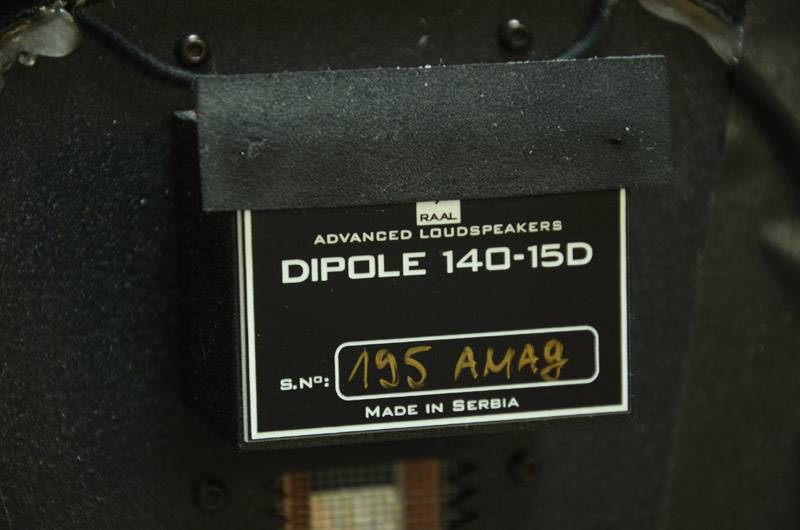 RAAL
ADVANCED LOUDSPEAKERS
DIPOLE 140-15D
S.Nº: 195 AMAg
MADE IN SERBIA